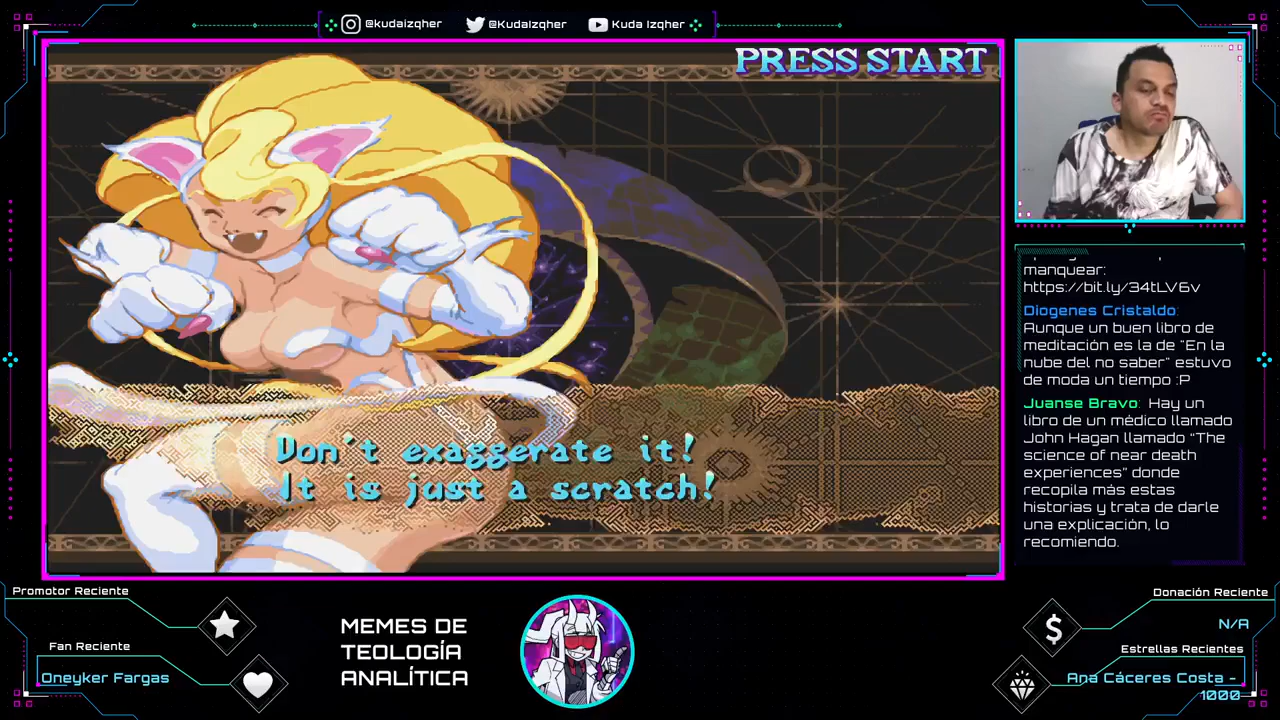 @kudaizqher
@KudaIzqher
Kuda Izqher
PRESS START
Don't exaggerate it!
It is just a scratch!
manquear:
https://bit.ly/34tLV6v
Diogenes Cristaldo:
Aunque un buen libro de
meditación es la de "En la
nube del no saber" estuvo
de moda un tiempo :P
Juanse Bravo: Hay un
libro de un médico llamado
John Hagan llamado "The
science of near death
experiences" donde
recopila más estas
historias y trata de darle
una explicación, lo
recomiendo.
Promotor Reciente
Fan Reciente
Oneyker Fargas
MEMES DE
TEOLOGÍA
ANALÍTICA
Donación Reciente
$
N/A
Estrellas Recientes
Ana Cáceres Costa -
1000